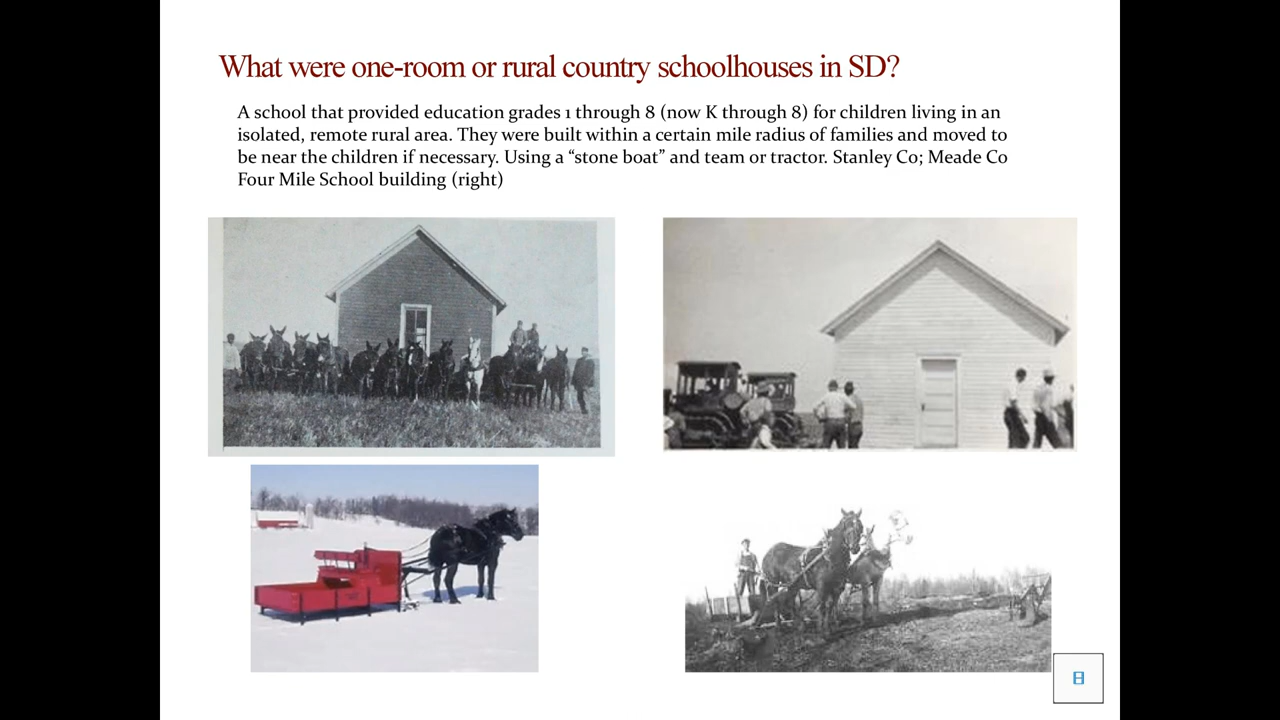 What were one-room or rural country schoolhouses in SD?
A school that provided education grades 1 through 8 (now K through 8) for children living in an
isolated, remote rural area. They were built within a certain mile radius of families and moved to
be near the children if necessary. Using a “stone boat” and team or tractor. Stanley Co; Meade Co
Four Mile School building (right)